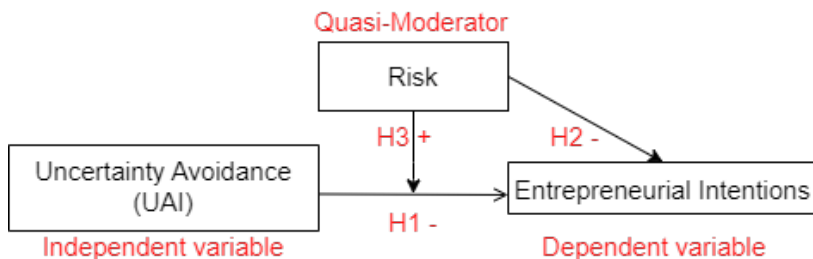 Quasi-Moderator
Risk
H3 +
H2 -
Uncertainty Avoidance
(UAI)
Entrepreneurial Intentions
H1 -
Independent variable
Dependent variable